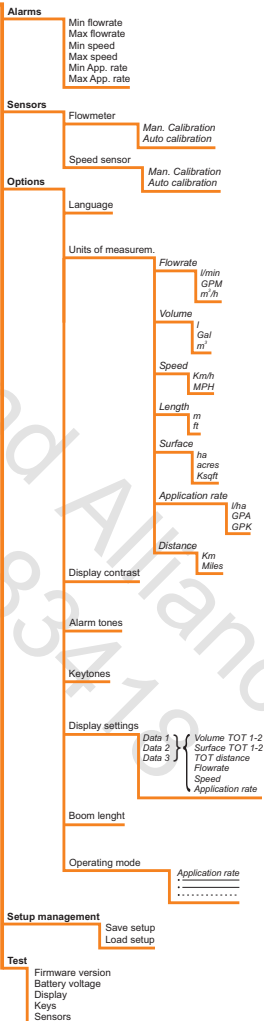 Alarms
Min flowrate
Max flowrate
Min speed
Max speed
Min App. rate
Max App. rate
Sensors
Flowmeter
Man. Calibration
Auto calibration
Speed sensor
Man. Calibration
Auto calibration
Options
Language
Units of measurem.
Flowrate
l/min
GPM
m³/h
Volume
l
Gal
m³
Speed
Km/h
MPH
Length
m
ft
Surface
ha
acres
Ksqft
Application rate
l/ha
GPA
GPK
Distance
Km
Miles
Display contrast
Alarm tones
Keytones
Display settings
Data 1 } { Volume TOT 1-2
Data 2 } { Surface TOT 1-2
Data 3 } { TOT distance
Flowrate
Speed
Application rate
Boom lenght
Operating mode
Application rate
Setup management
Save setup
Load setup
Test
Firmware version
Battery voltage
Display
Keys
Sensors
nd Allianc
83418